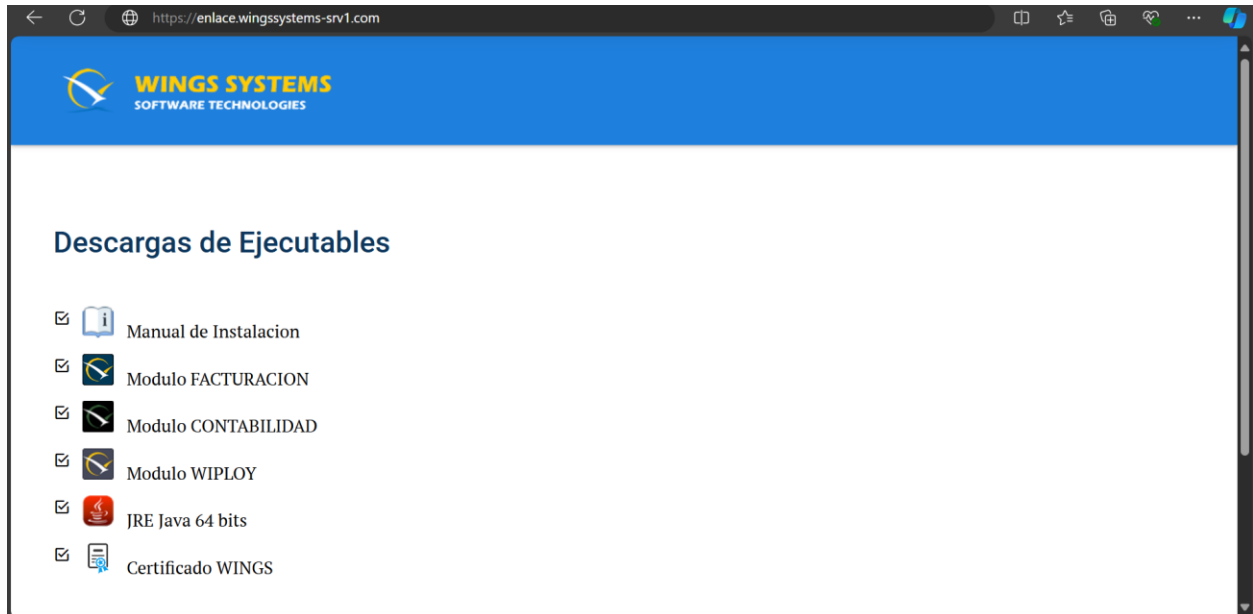 https://enlace.wingssystems-srv1.com
WINGS SYSTEMS
SOFTWARE TECHNOLOGIES
Descargas de Ejecutables
i
Manual de Instalacion
Modulo FACTURACION
Modulo CONTABILIDAD
Modulo WIPLOY
JRE Java 64 bits
Certificado WINGS